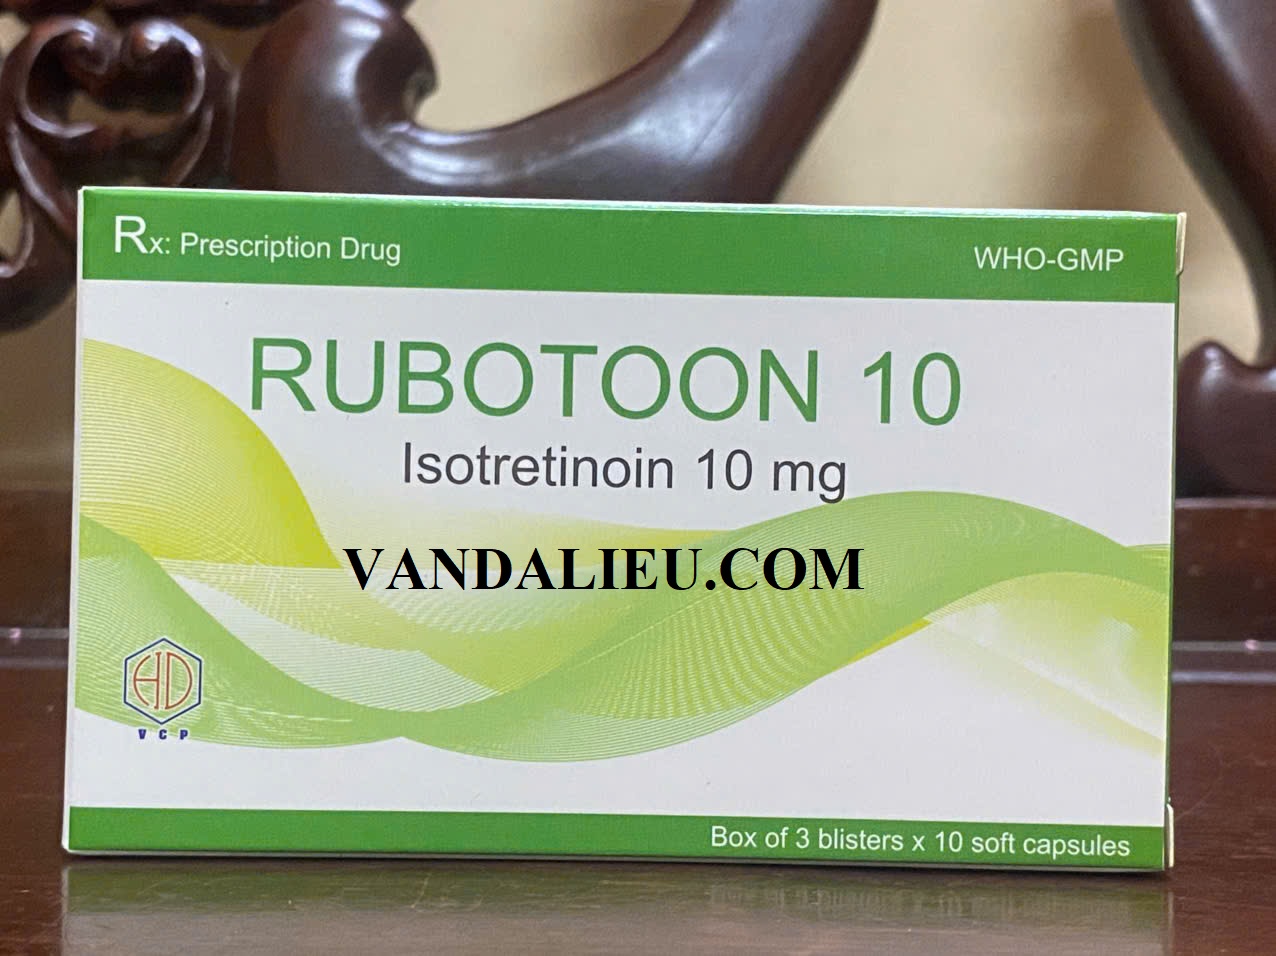 Rx: Prescription Drug
WHO-GMP
RUBOTOON 10
Isotretinoin 10 mg
VANDALIEU.COM
HD
VCP
Box of 3 blisters x 10 soft capsules